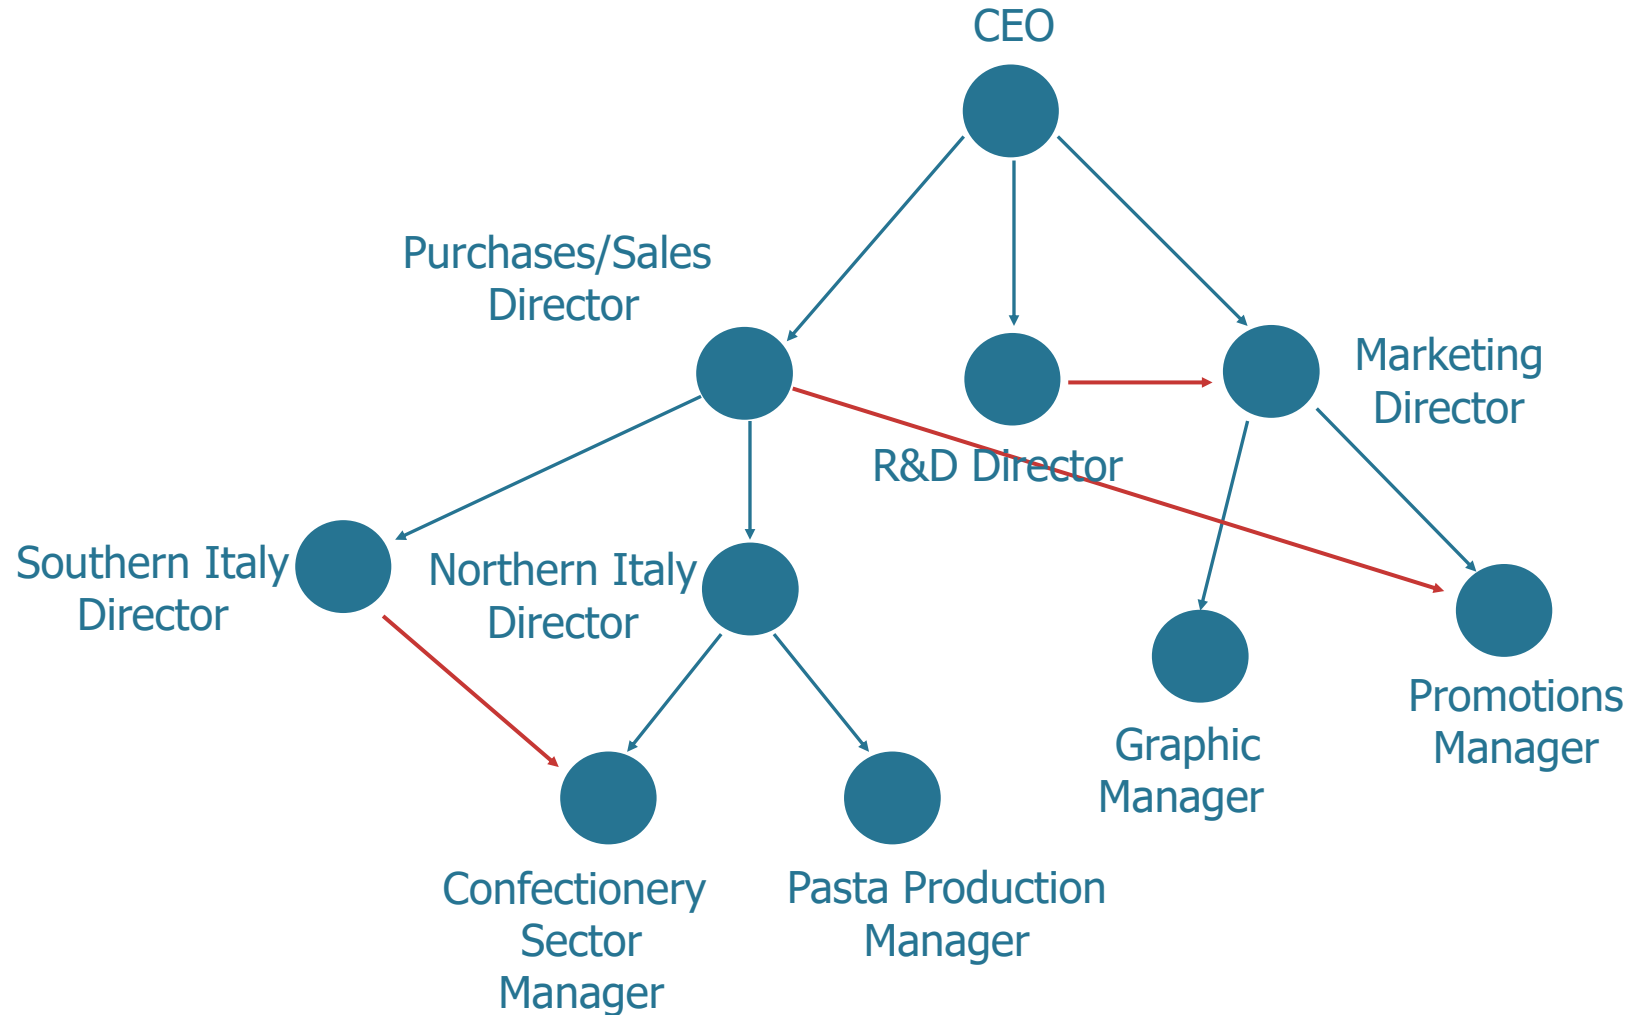 CEO
Purchases/Sales
Director
Marketing
Director
R&D Director
Southern Italy
Director
Northern Italy
Director
Promotions
Manager
Graphic
Manager
Confectionery
Sector
Manager
Pasta Production
Manager